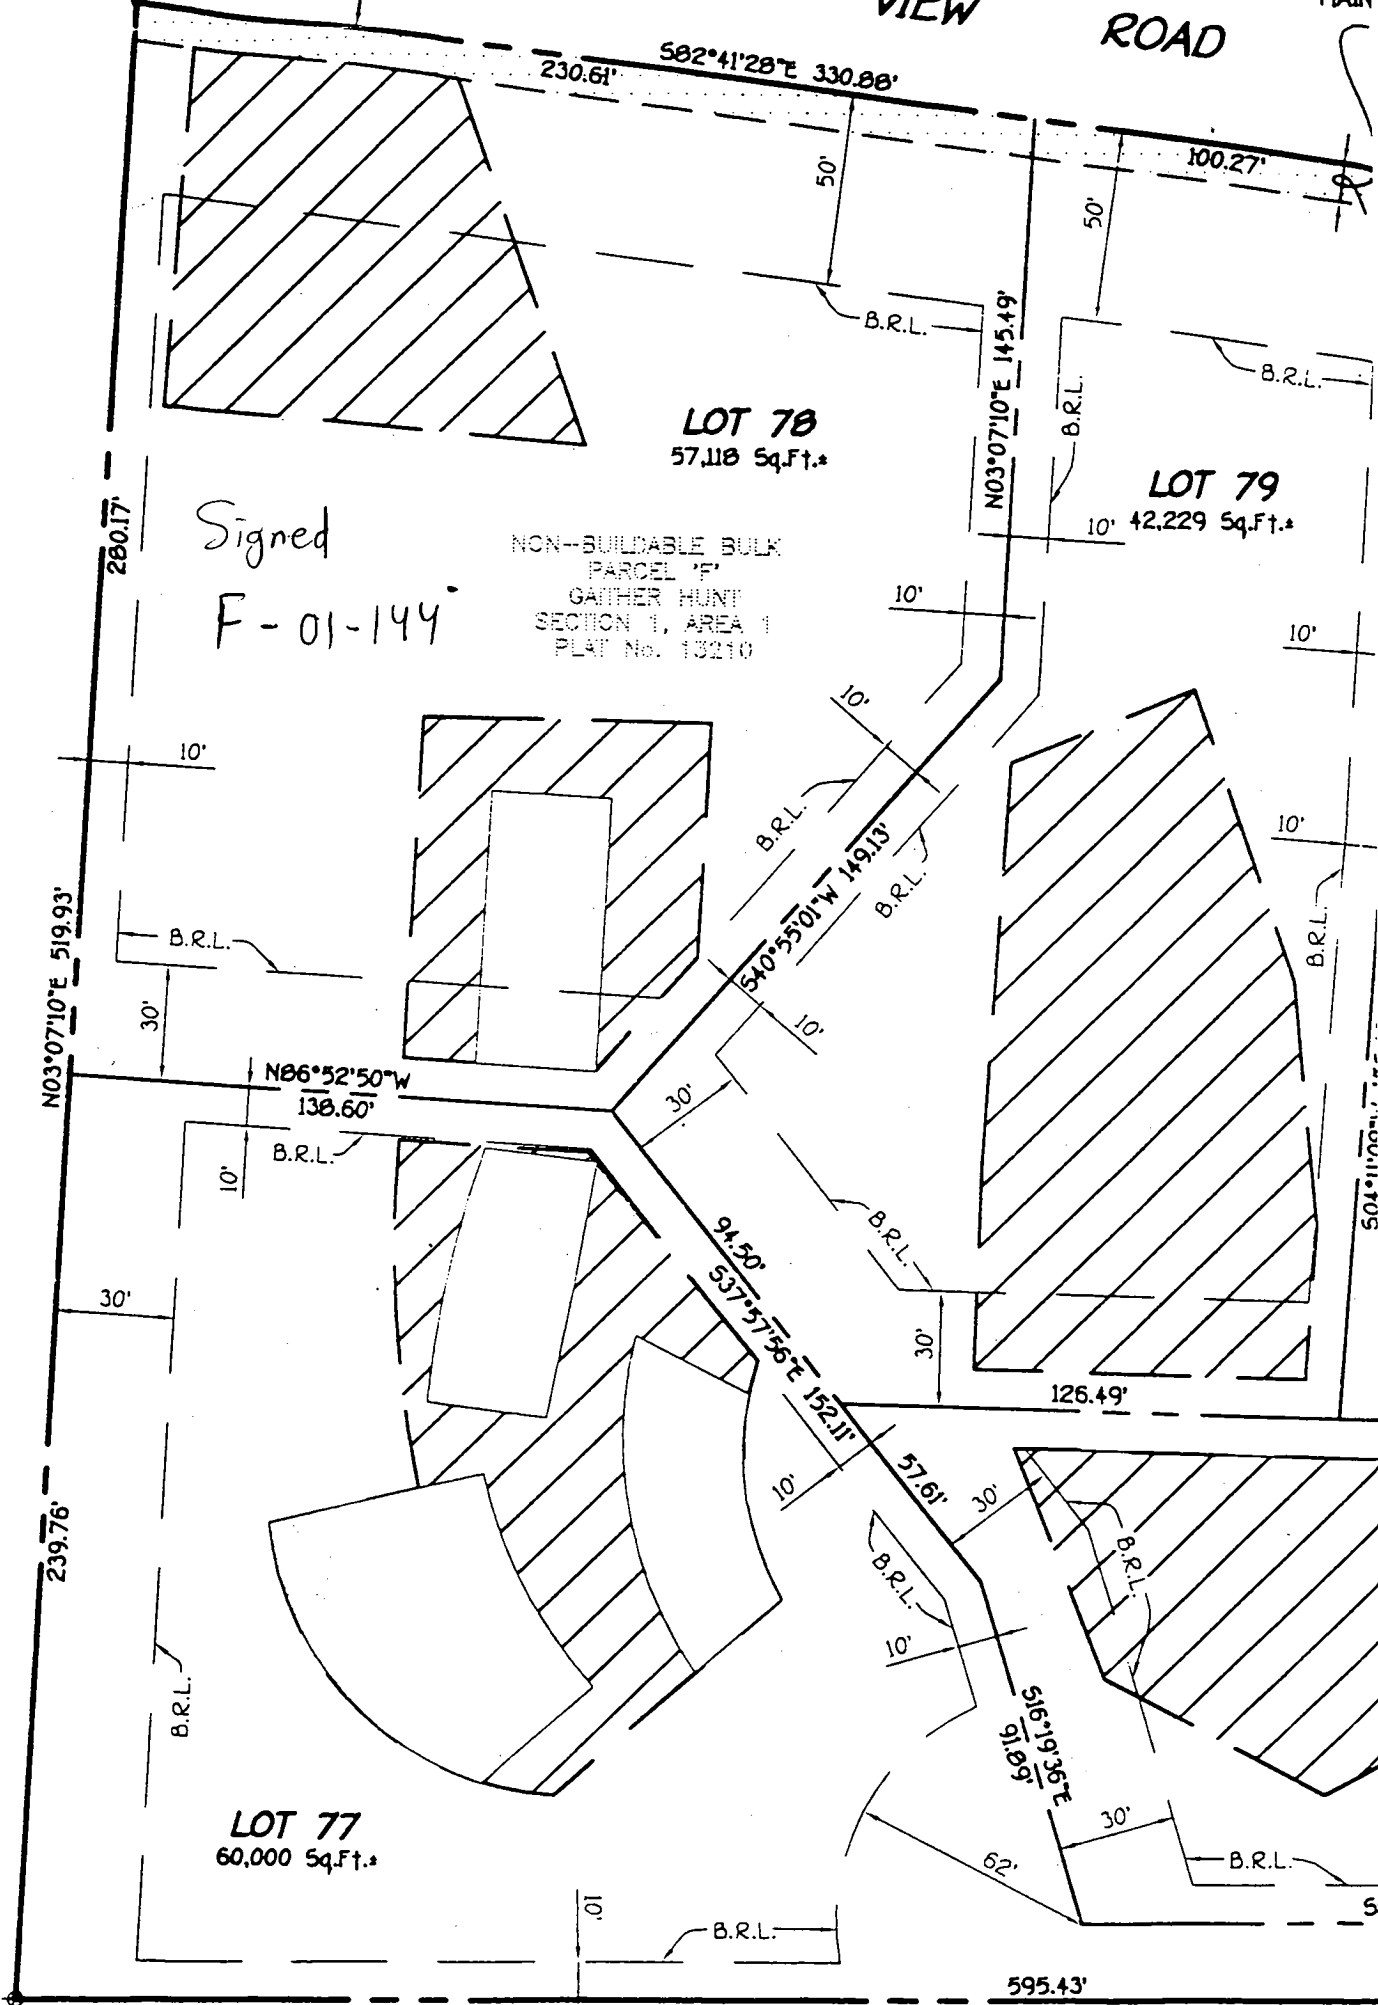 VIEW ROAD
S82°41'28"E 330.88'
230.61'
100.27'
50'
50'
B.R.L.
B.R.L.
B.R.L.
N03°07'10"E 145.49'
LOT 78
57,118 Sq.Ft.±
LOT 79
42,229 Sq.Ft.±
10'
280.17'
Signed
F-01-144
NON-BUILDABLE BULK
PARCEL 'F'
GAITHER HUNT
SECTION 1, AREA 1
PLAT No. 13210
10'
10'
10'
10'
10'
B.R.L.
S40°55'01"W 149.13'
B.R.L.
B.R.L.
N03°07'10"E 519.93'
B.R.L.
30'
10'
N86°52'50"W
138.60'
30'
B.R.L.
10'
94.50'
S37°57'56"E 152.11'
B.R.L.
30'
30'
126.49'
10'
57.61'
30'
B.R.L.
B.R.L.
239.76'
10'
B.R.L.
S16°19'36"E
91.89'
LOT 77
60,000 Sq.Ft.±
30'
62'
B.R.L.
10'
B.R.L.
595.43'